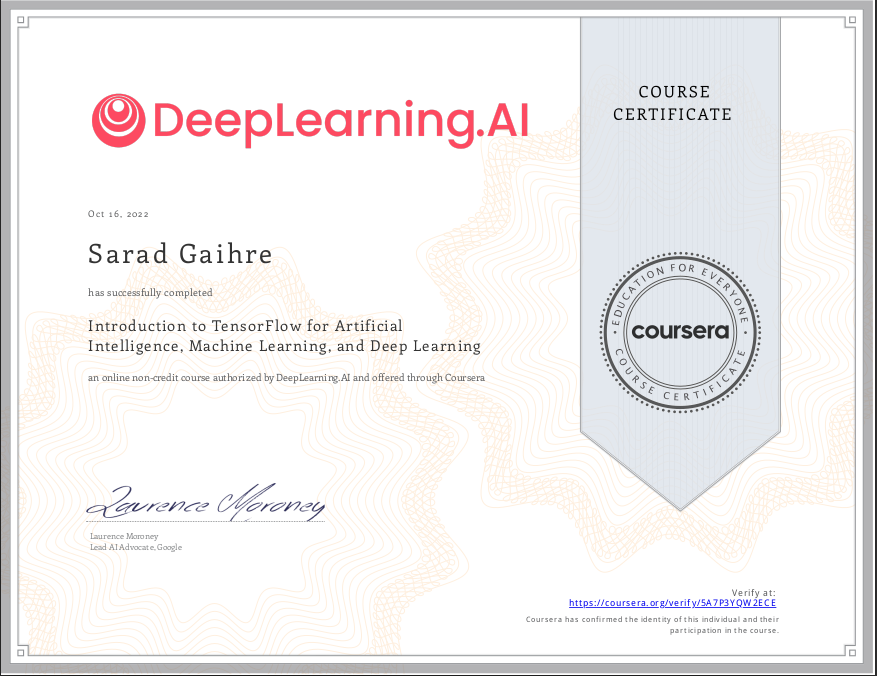 DeepLearning.AI
COURSE
CERTIFICATE
Oct 16, 2022
Sarad Gaihre
has successfully completed
Introduction to TensorFlow for Artificial
Intelligence, Machine Learning, and Deep Learning
an online non-credit course authorized by DeepLearning.AI and offered through Coursera
EDUCATION FOR EVERYONE
coursera
COURSE CERTIFICATE
Laurence Moroney
Laurence Moroney
Lead AI Advocate, Google
Verify at:
https://coursera.org/verify/5A7P3YQW2ECE
Coursera has confirmed the identity of this individual and their
participation in the course.